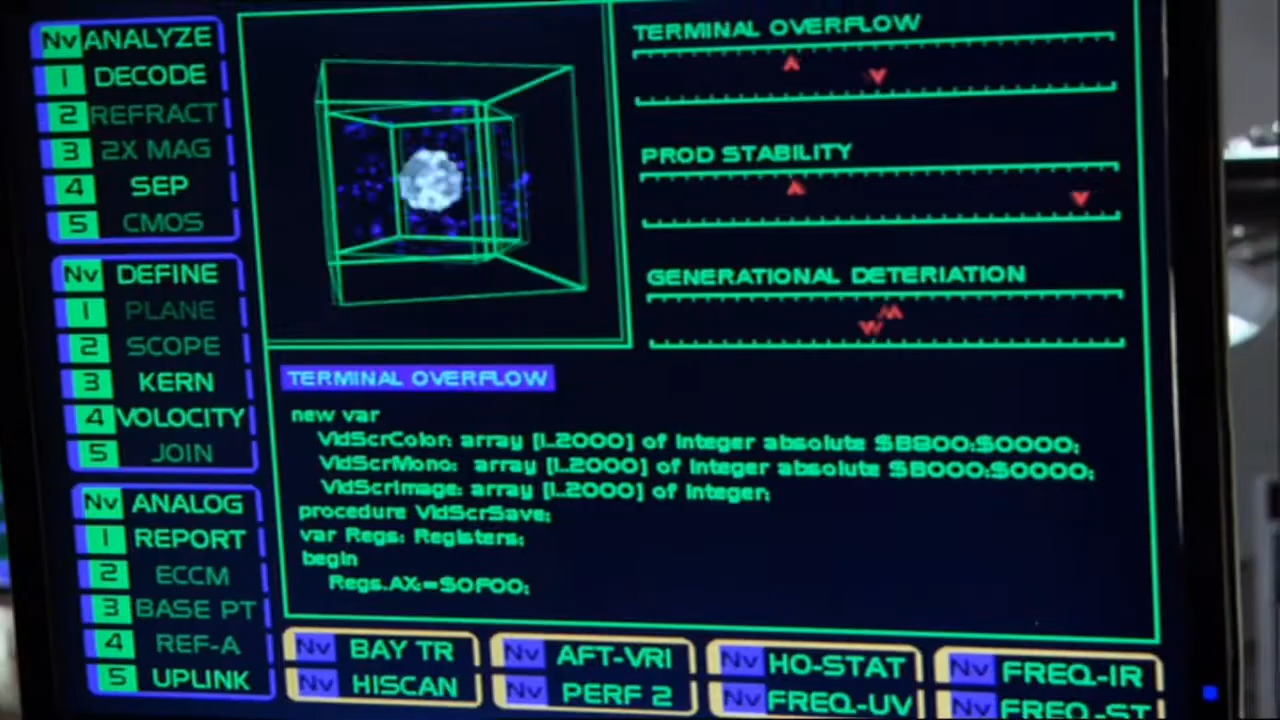 Nv ANALYZE
1 DECODE
2 REFRACT
3 2X MAG
4 SEP
5 CMOS
Nv DEFINE
1 PLANE
2 SCOPE
3 KERN
4 VOLOCITY
5 JOIN
Nv ANALOG
1 REPORT
2 ECCM
3 BASE PT
4 REF-A
5 UPLINK
TERMINAL OVERFLOW
PROD STABILITY
GENERATIONAL DETERIATION
TERMINAL OVERFLOW
new var
VidScrColor: array [1..2000] of Integer absolute $B800:$0000;
VidScrMono: array [1..2000] of Integer absolute $B000:$0000;
VidScrImage: array [1..2000] of Integer;
procedure VidScrSave;
var Regs: Registers;
begin
Regs.AX:=$0F00;
Nv BAY TR Nv AFT-VRI Nv HO-STAT Nv FREQ-IR
Nv HISCAN Nv PERF 2 Nv FREQ-UV Nv FREQ-ST